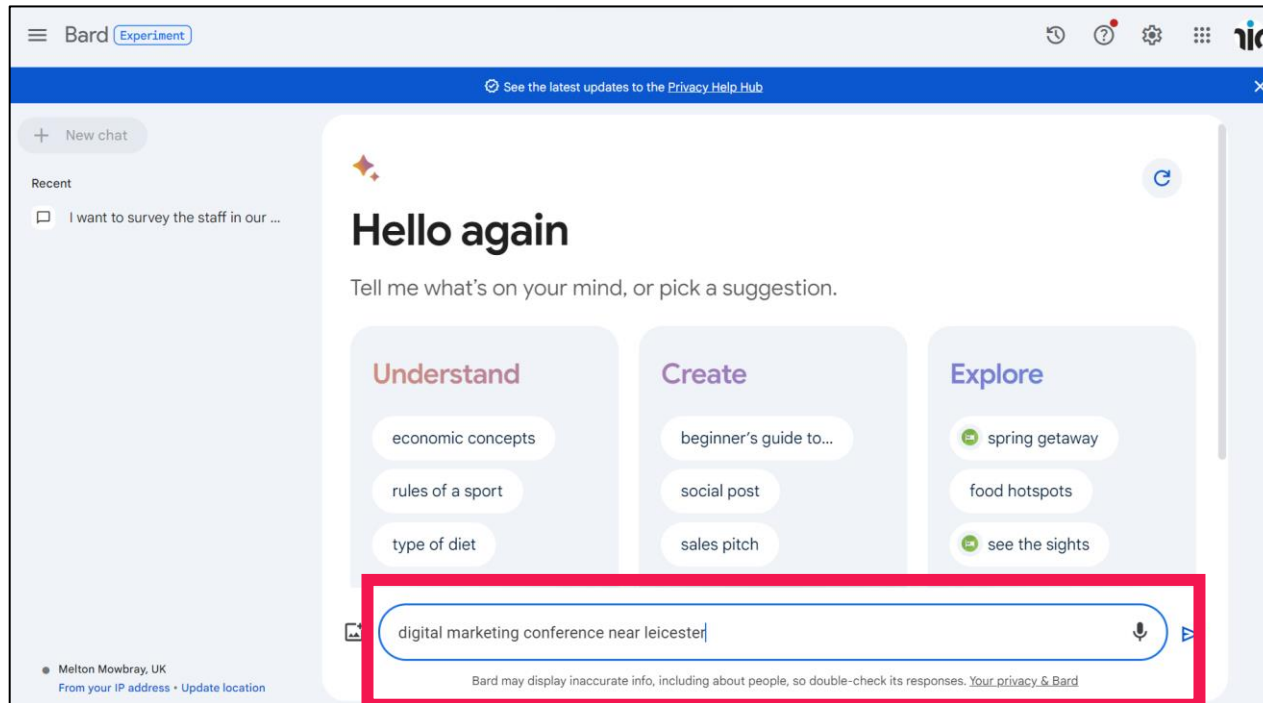 Bard Experiment
See the latest updates to the Privacy Help Hub
New chat
Recent
I want to survey the staff in our ...
Hello again
Tell me what's on your mind, or pick a suggestion.
Understand
economic concepts
rules of a sport
type of diet
Create
beginner's guide to...
social post
sales pitch
Explore
spring getaway
food hotspots
see the sights
digital marketing conference near leicester
Bard may display inaccurate info, including about people, so double-check its responses. Your privacy & Bard
Melton Mowbray, UK
From your IP address • Update location